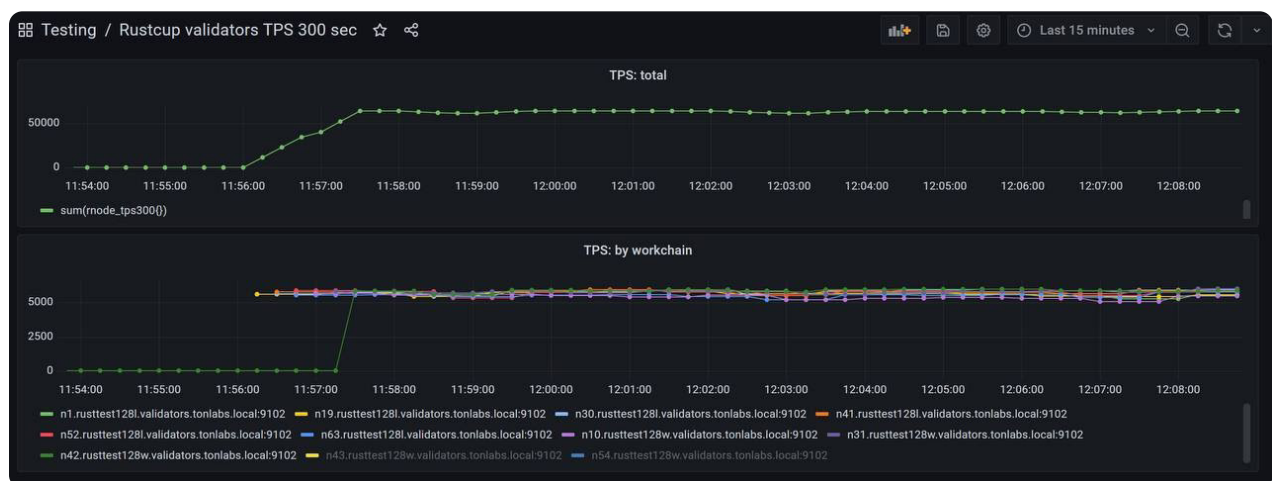 Testing / Rustcup validators TPS 300 sec
Last 15 minutes
TPS: total
50000
0
11:54:00 11:55:00 11:56:00 11:57:00 11:58:00 11:59:00 12:00:00 12:01:00 12:02:00 12:03:00 12:04:00 12:05:00 12:06:00 12:07:00 12:08:00
sum(rnode_tps300{})
TPS: by workchain
5000
2500
0
11:54:00 11:55:00 11:56:00 11:57:00 11:58:00 11:59:00 12:00:00 12:01:00 12:02:00 12:03:00 12:04:00 12:05:00 12:06:00 12:07:00 12:08:00
n1.rusttest128l.validators.tonlabs.local:9102 n19.rusttest128l.validators.tonlabs.local:9102 n30.rusttest128l.validators.tonlabs.local:9102 n41.rusttest128l.validators.tonlabs.local:9102
n52.rusttest128l.validators.tonlabs.local:9102 n63.rusttest128l.validators.tonlabs.local:9102 n10.rusttest128w.validators.tonlabs.local:9102 n31.rusttest128w.validators.tonlabs.local:9102
n42.rusttest128w.validators.tonlabs.local:9102 n43.rusttest128w.validators.tonlabs.local:9102 n54.rusttest128w.validators.tonlabs.local:9102